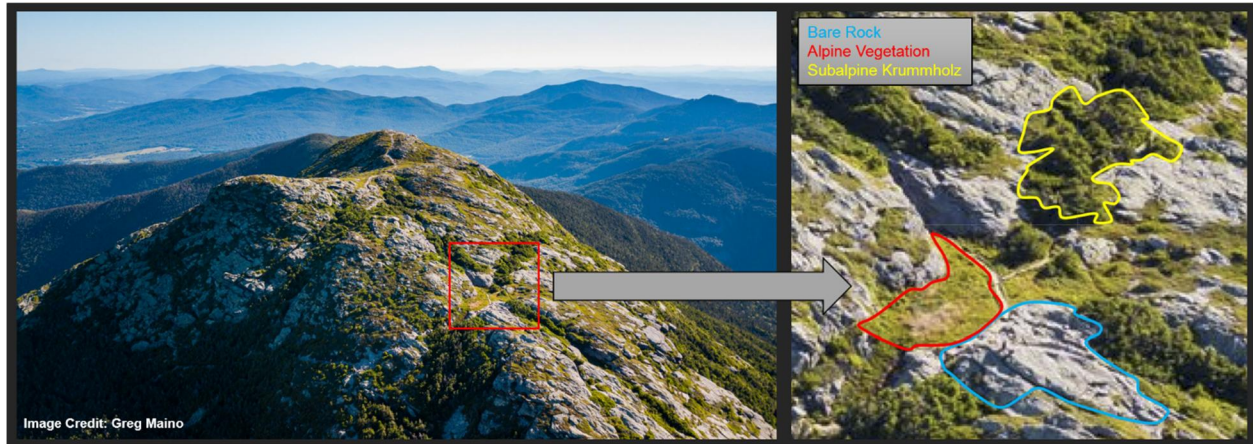 Bare Rock
Alpine Vegetation
Subalpine Krummholz
Image Credit: Greg Maino